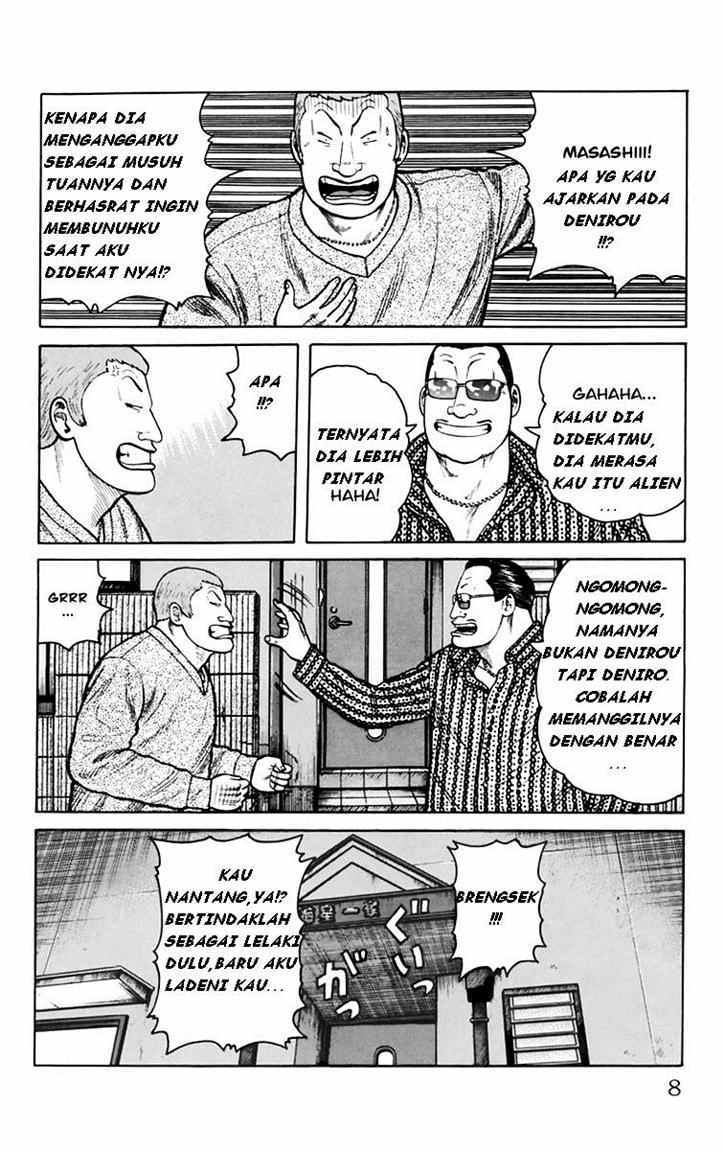 MASASHIII!
APA YG KAU
AJARKAN PADA
DENIROU
!!?
KENAPA DIA
MENGANGGAPKU
SEBAGAI MUSUH
TUANNYA DAN
BERHASRAT INGIN
MEMBUNUHKU
SAAT AKU
DIDEKAT NYA!?
GAHAHA...
KALAU DIA
DIDEKATMU,
DIA MERASA
KAU ITU ALIEN
...
TERNYATA
DIA LEBIH
PINTAR
HAHA!
APA
!!?
NGOMONG-
NGOMONG,
NAMANYA
BUKAN DENIROU
TAPI DENIRO.
COBALAH
MEMANGGILNYA
DENGAN BENAR
...
GRRR
...
BRENGSEK
!!!
ぐいっ
がっ
KAU
NANTANG,YA!?
BERTINDAKLAH
SEBAGAI LELAKI
DULU,BARU AKU
LADENI KAU...
8